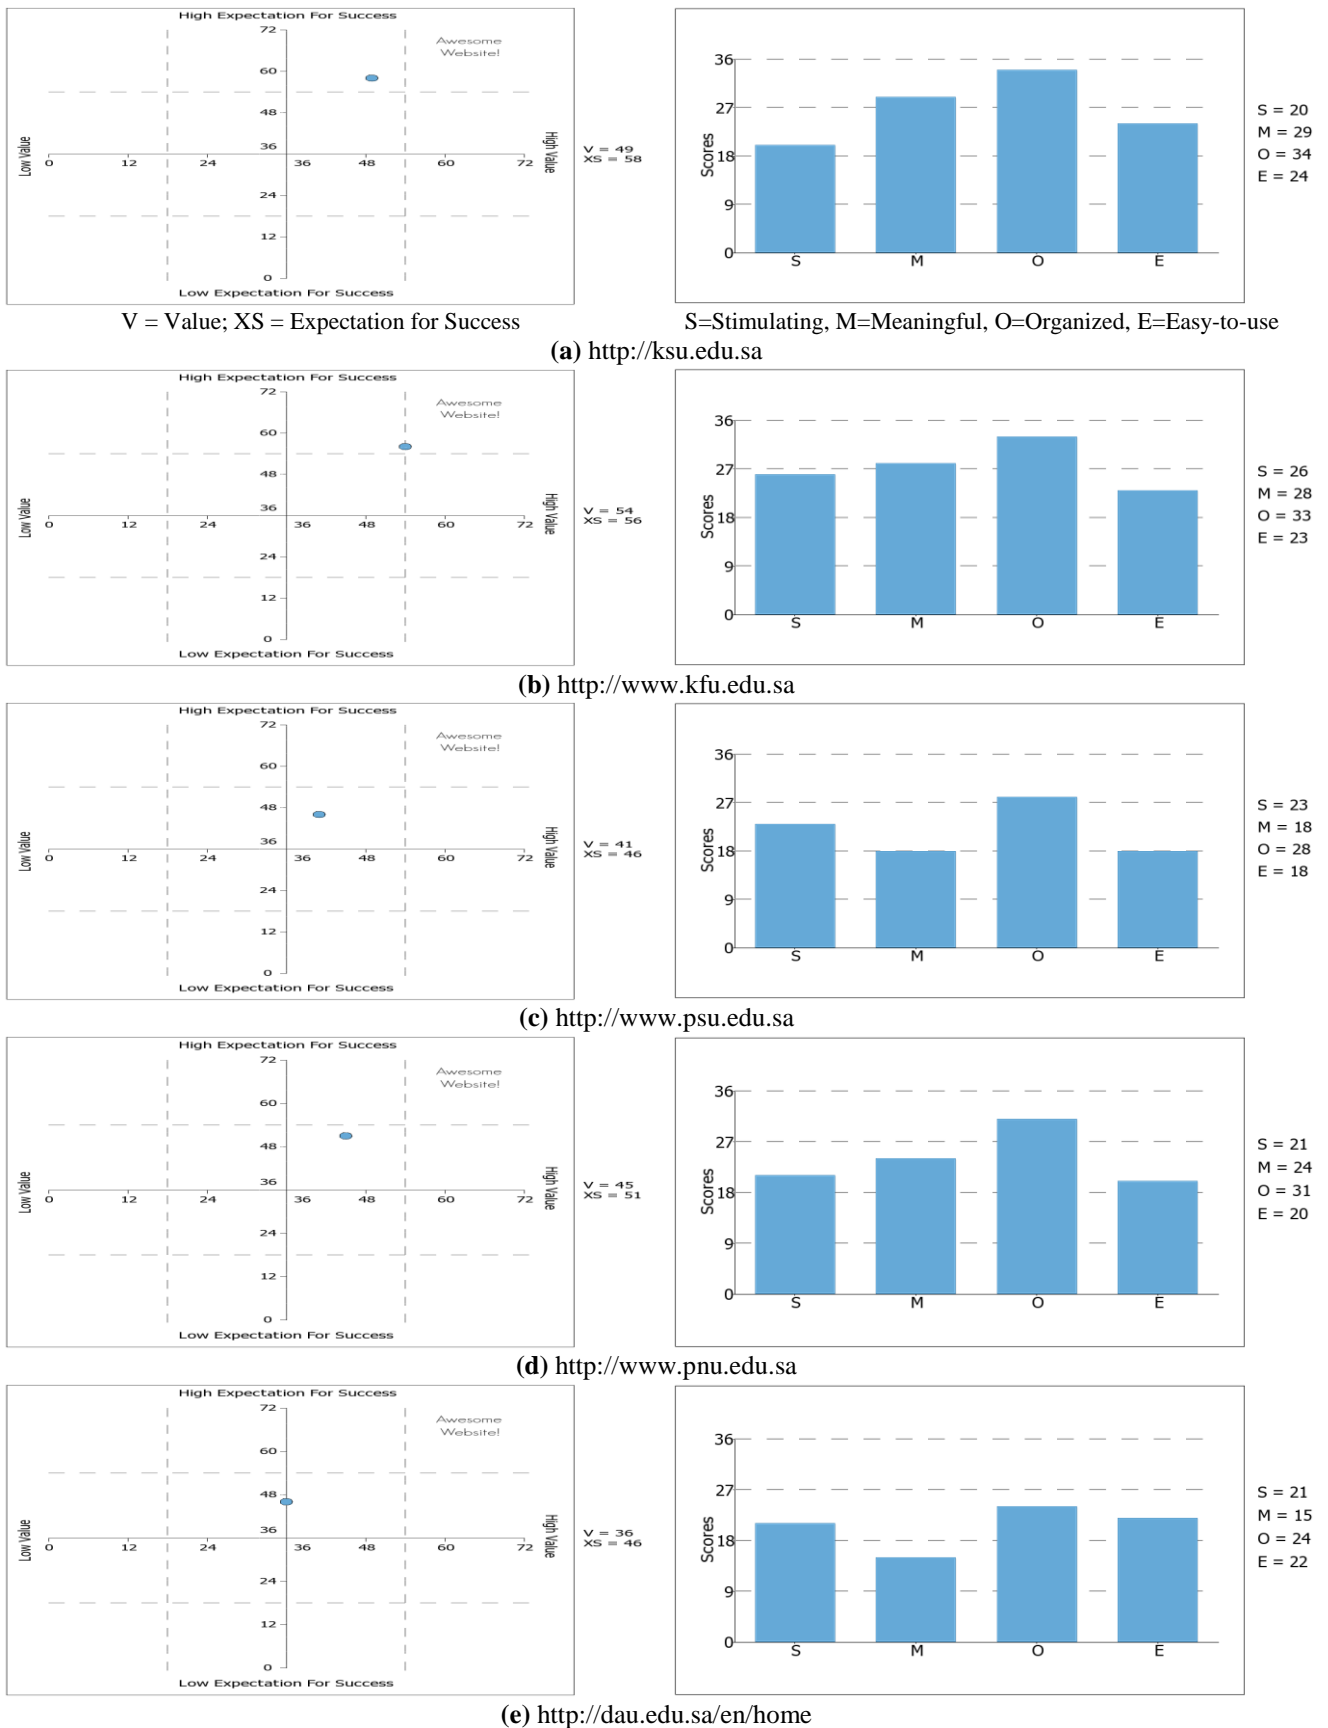 High Expectation For Success
72
Awesome
Website!
60
48
36
Low Value
0 12 24 36 48 60 72
High Value
24
12
0
Low Expectation For Success
V = 49
XS = 58
36
27
18
9
0
Scores
S M O E
S = 20
M = 29
O = 34
E = 24
V = Value; XS = Expectation for Success
S=Stimulating, M=Meaningful, O=Organized, E=Easy-to-use
(a) http://ksu.edu.sa
High Expectation For Success
72
Awesome
Website!
60
48
36
Low Value
0 12 24 36 48 60 72
High Value
24
12
0
Low Expectation For Success
V = 54
XS = 56
36
27
18
9
0
Scores
S M O E
S = 26
M = 28
O = 33
E = 23
(b) http://www.kfu.edu.sa
High Expectation For Success
72
Awesome
Website!
60
48
36
Low Value
0 12 24 36 48 60 72
High Value
24
12
0
Low Expectation For Success
V = 41
XS = 46
36
27
18
9
0
Scores
S M O E
S = 23
M = 18
O = 28
E = 18
(c) http://www.psu.edu.sa
High Expectation For Success
72
Awesome
Website!
60
48
36
Low Value
0 12 24 36 48 60 72
High Value
24
12
0
Low Expectation For Success
V = 45
XS = 51
36
27
18
9
0
Scores
S M O E
S = 21
M = 24
O = 31
E = 20
(d) http://www.pnu.edu.sa
High Expectation For Success
72
Awesome
Website!
60
48
36
Low Value
0 12 24 36 48 60 72
High Value
24
12
0
Low Expectation For Success
V = 36
XS = 46
36
27
18
9
0
Scores
S M O E
S = 21
M = 15
O = 24
E = 22
(e) http://dau.edu.sa/en/home